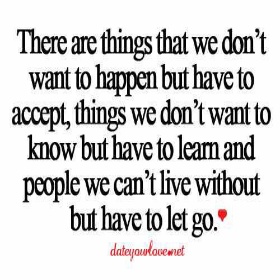 There are things that we don't
want to happen but have to
accept, things we don't want to
know but have to learn and
people we can't live without
but have to let go.
dateyourlove.net